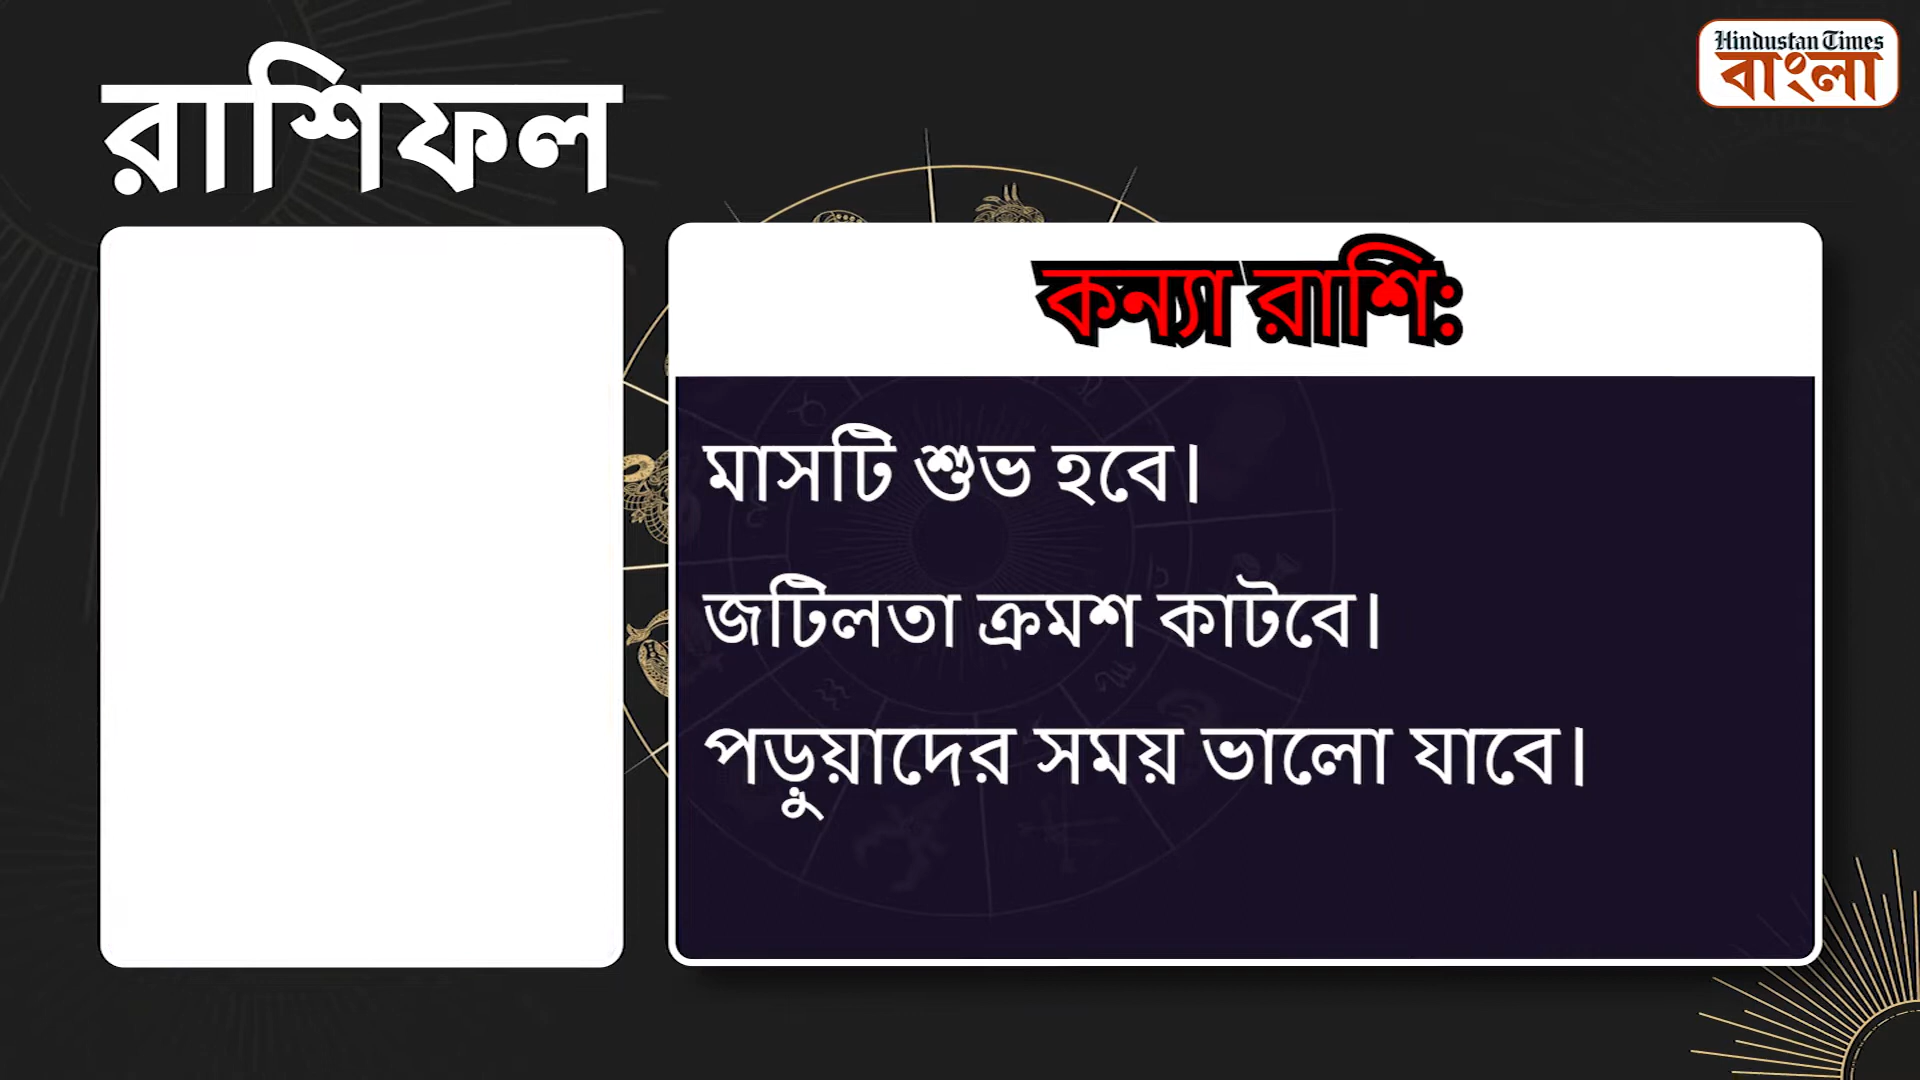 রাশিফল
Hindustan Times
বাংলা
কন্যা রাশি:
মাসটি শুভ হবে।
জটিলতা ক্রমশ কাটবে।
পড়ুয়াদের সময় ভালো যাবে।